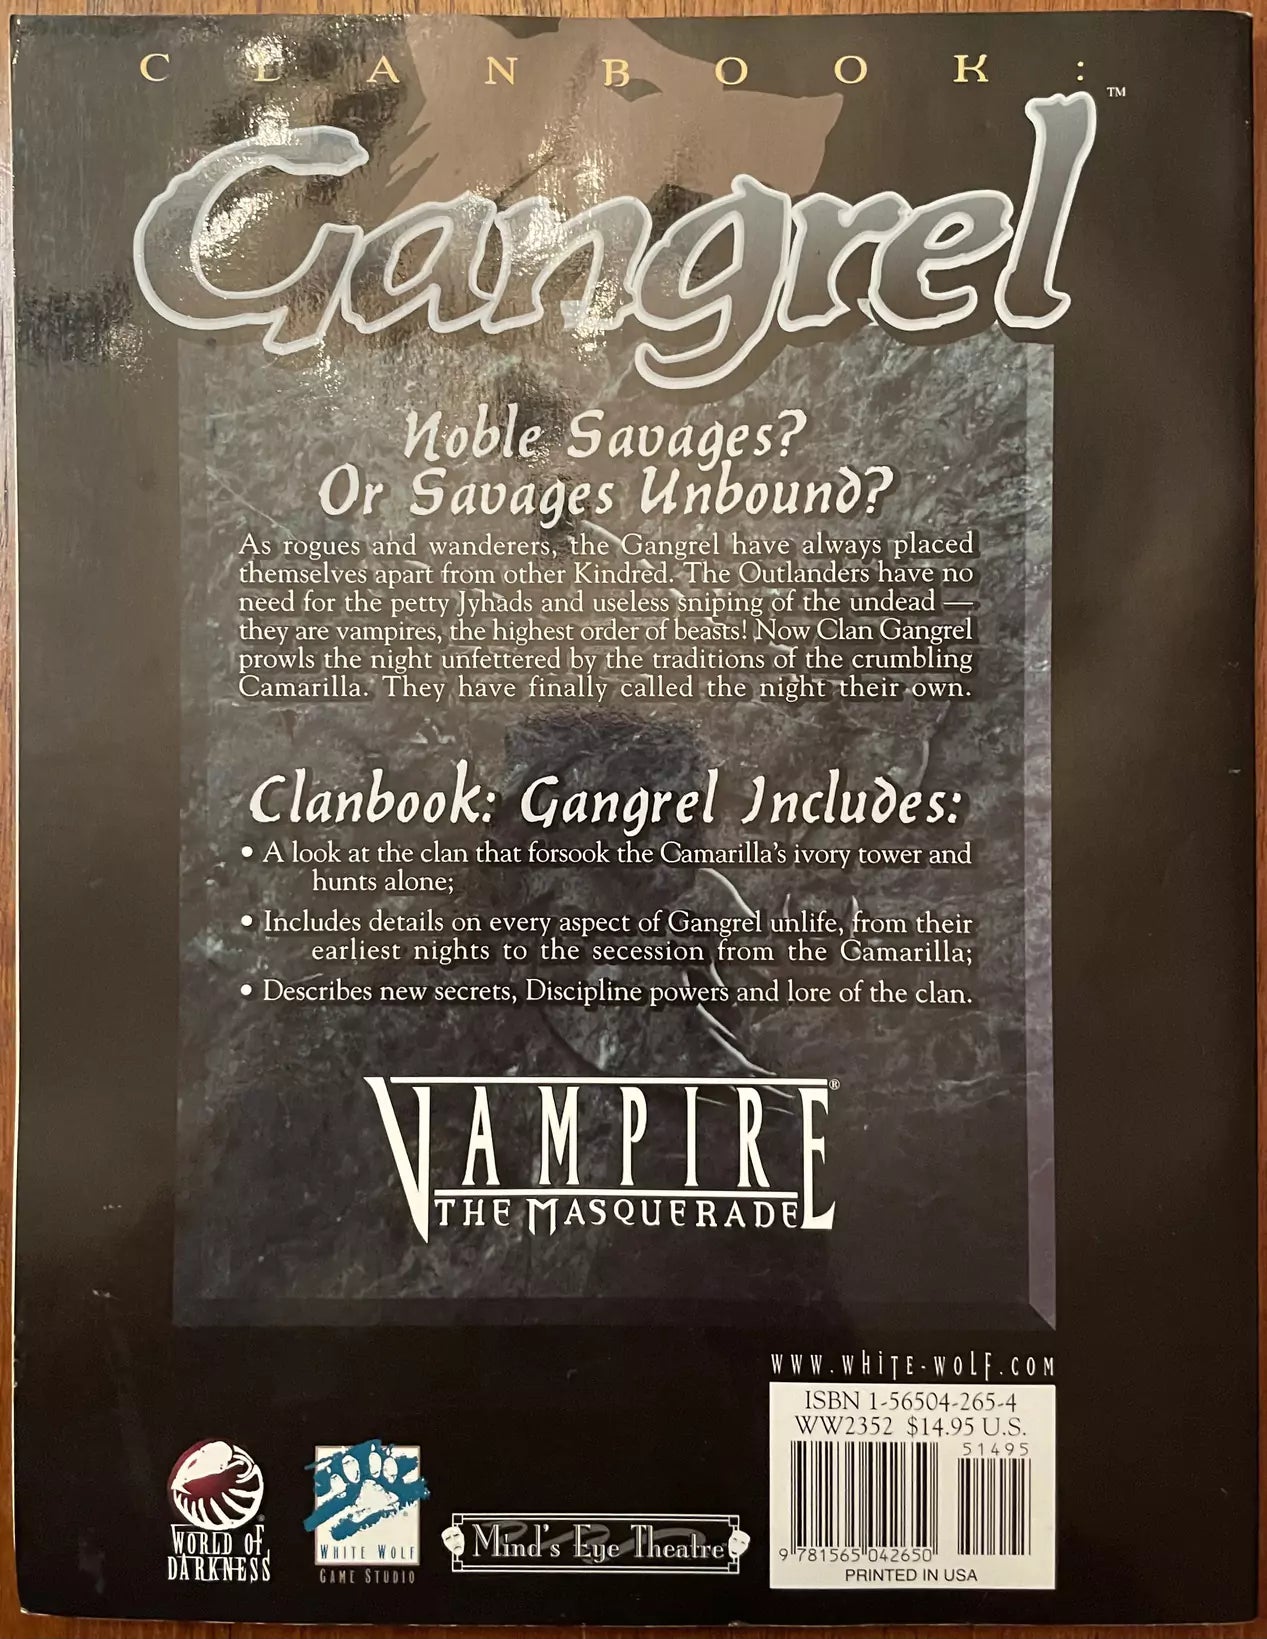 CLANBOOK:
Gangrel™
Noble Savages?
Or Savages Unbound?
As rogues and wanderers, the Gangrel have always placed
themselves apart from other Kindred. The Outlanders have no
need for the petty Jyhads and useless sniping of the undead —
they are vampires, the highest order of beasts! Now Clan Gangrel
prowls the night unfettered by the traditions of the crumbling
Camarilla. They have finally called the night their own.
Clanbook: Gangrel Includes:
• A look at the clan that forsook the Camarilla's ivory tower and
hunts alone;
• Includes details on every aspect of Gangrel unlife, from their
earliest nights to the secession from the Camarilla;
• Describes new secrets, Discipline powers and lore of the clan.
VAMPIRE®
THE MASQUERADE
WWW.WHITE-WOLF.COM
ISBN 1-56504-265-4
WW2352 $14.95 U.S.
51495
9 781565 042650
PRINTED IN USA
WORLD OF
DARKNESS
WHITE WOLF
GAME STUDIO
Mind's Eye Theatre